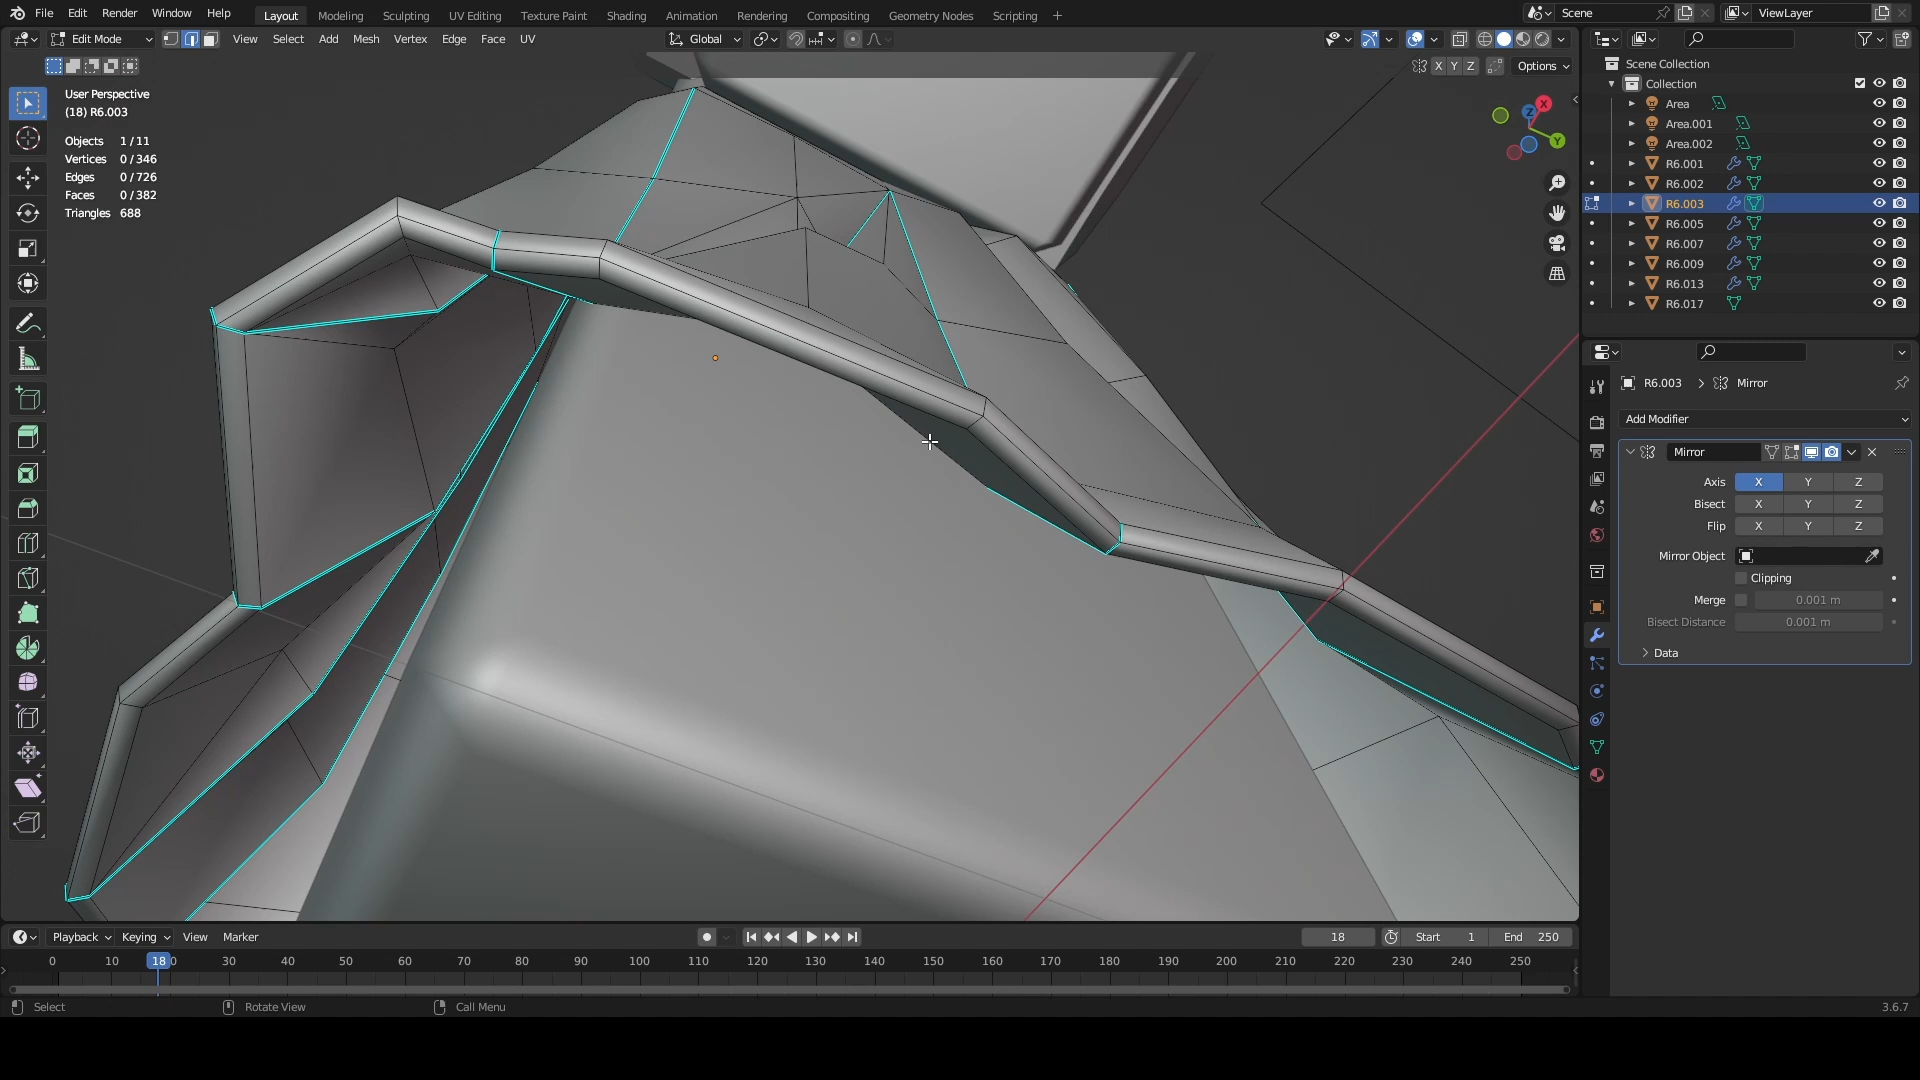 File Edit Render Window Help Layout Modeling Sculpting UV Editing Texture Paint Shading Animation Rendering Compositing Geometry Nodes Scripting + Scene ViewLayer
Edit Mode View Select Add Mesh Vertex Edge Face UV Global
X Y Z Options
User Perspective
(18) R6.003
Objects 1/11
Vertices 0/346
Edges 0/726
Faces 0/382
Triangles 688
X
Y
Z
Scene Collection
Collection
Area
Area.001
Area.002
R6.001
R6.002
R6.003
R6.005
R6.007
R6.009
R6.013
R6.017
R6.003 > Mirror
Add Modifier
Mirror
Axis X Y Z
Bisect X Y Z
Flip X Y Z
Mirror Object
Clipping
Merge 0.001 m
Bisect Distance 0.001 m
Data
Playback Keying View Marker 18 Start 1 End 250
0 10 18 0 30 40 50 60 70 80 90 100 110 120 130 140 150 160 170 180 190 200 210 220 230 240 250
Select Rotate View Call Menu 3.6.7